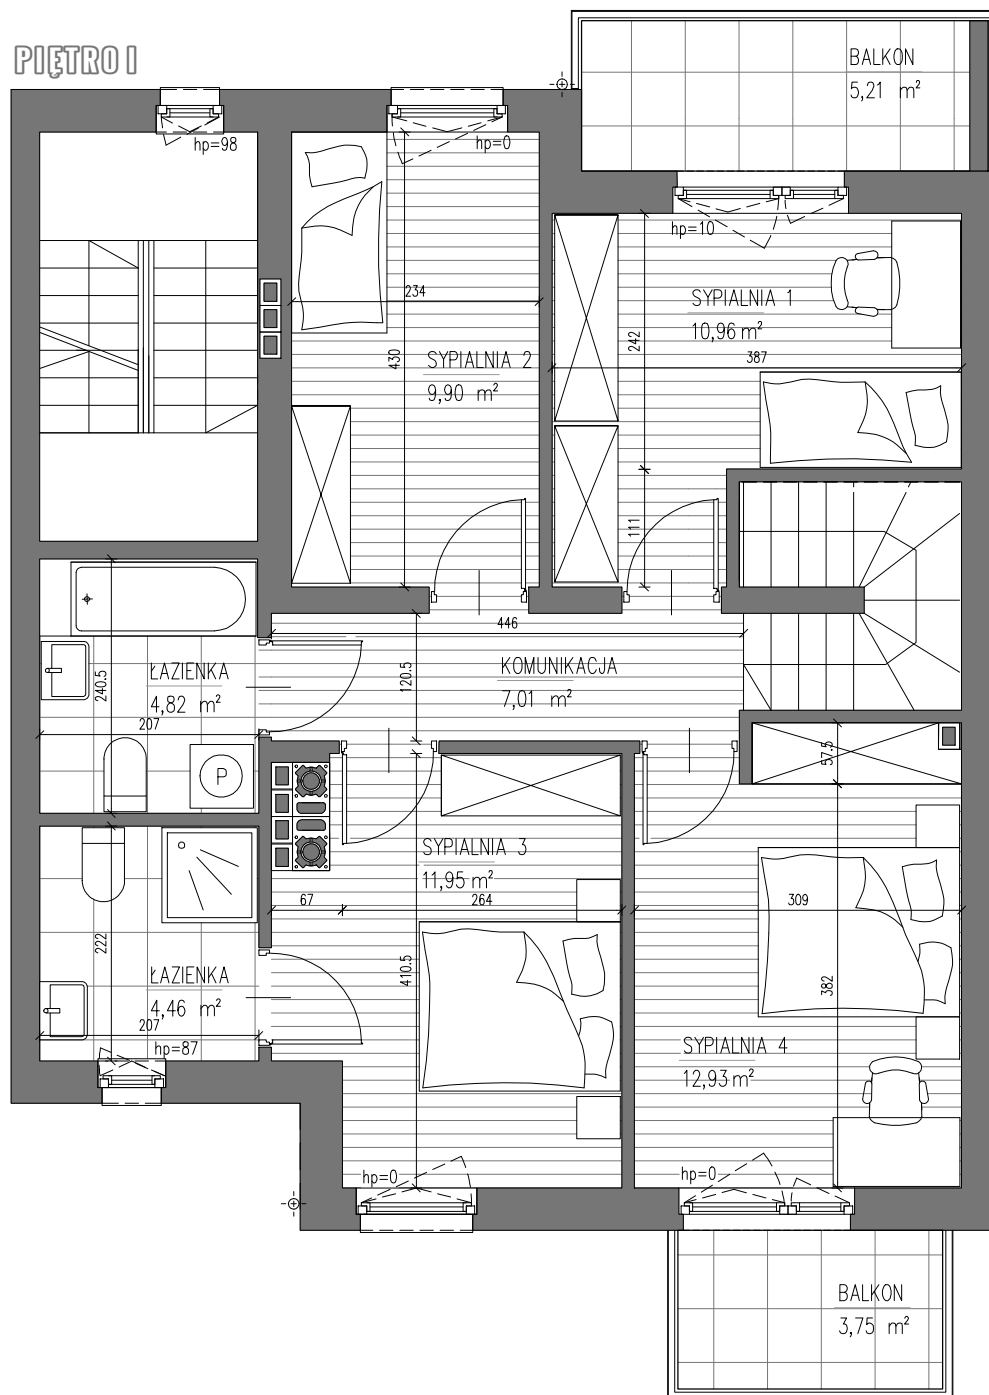 PIĘTRO I
BALKON
5,21 m²
hp=98
hp=0
hp=10
234
SYPIALNIA 1
10,96 m²
242
387
430
SYPIALNIA 2
9,90 m²
111
446
KOMUNIKACJA
7,01 m²
120.5
ŁAZIENKA
4,82 m²
240.5
207
P
57.5
SYPIALNIA 3
11,95 m²
67
264
309
222
410.5
382
ŁAZIENKA
4,46 m²
207
hp=87
SYPIALNIA 4
12,93 m²
hp=0
hp=0
BALKON
3,75 m²